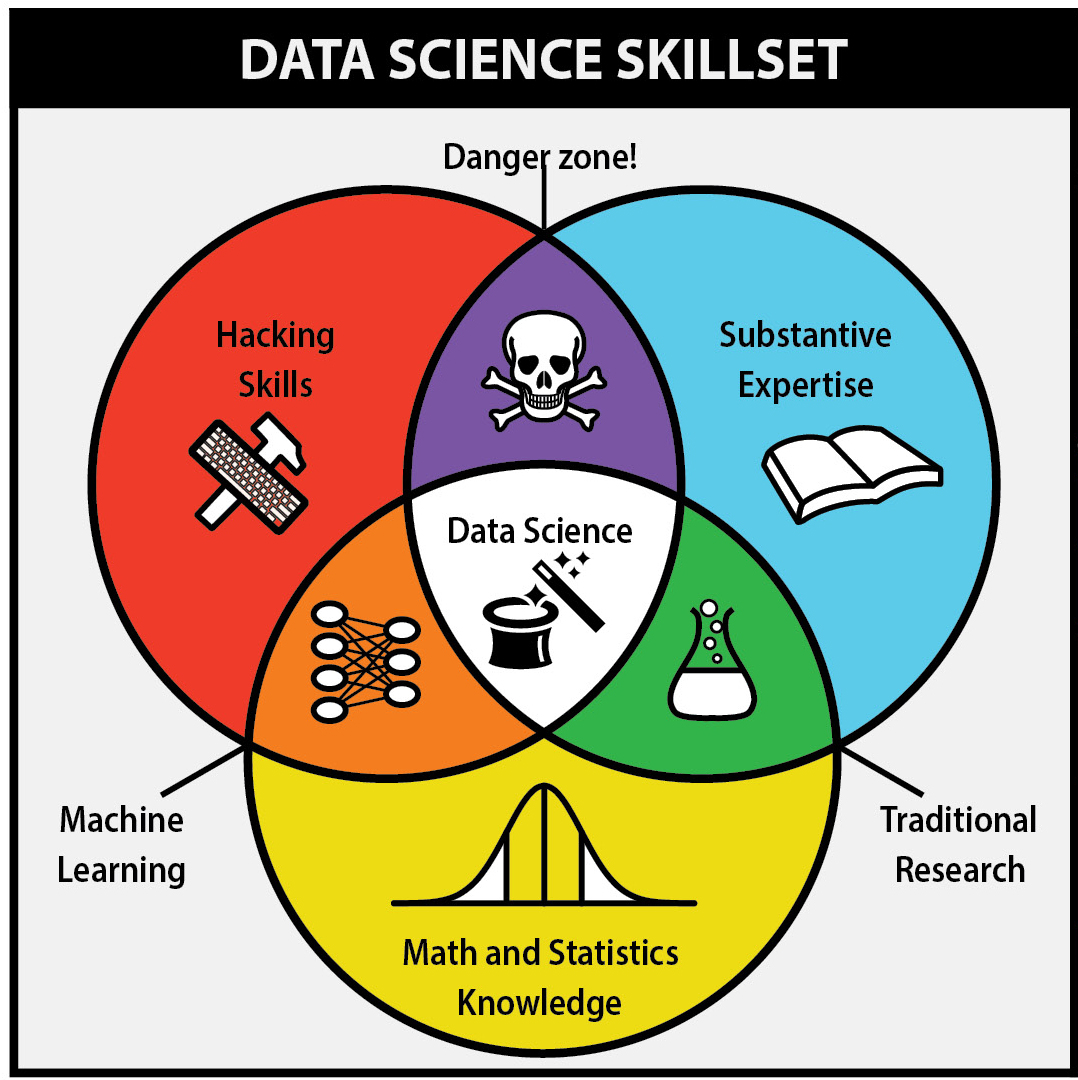 DATA SCIENCE SKILLSET
Danger zone!
Hacking
Skills
Substantive
Expertise
Data Science
Machine
Learning
Traditional
Research
Math and Statistics
Knowledge